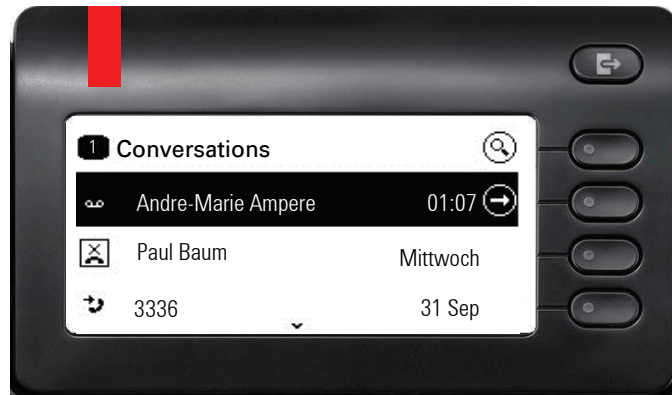 1 Conversations
Andre-Marie Ampere 01:07
Paul Baum Mittwoch
3336 31 Sep